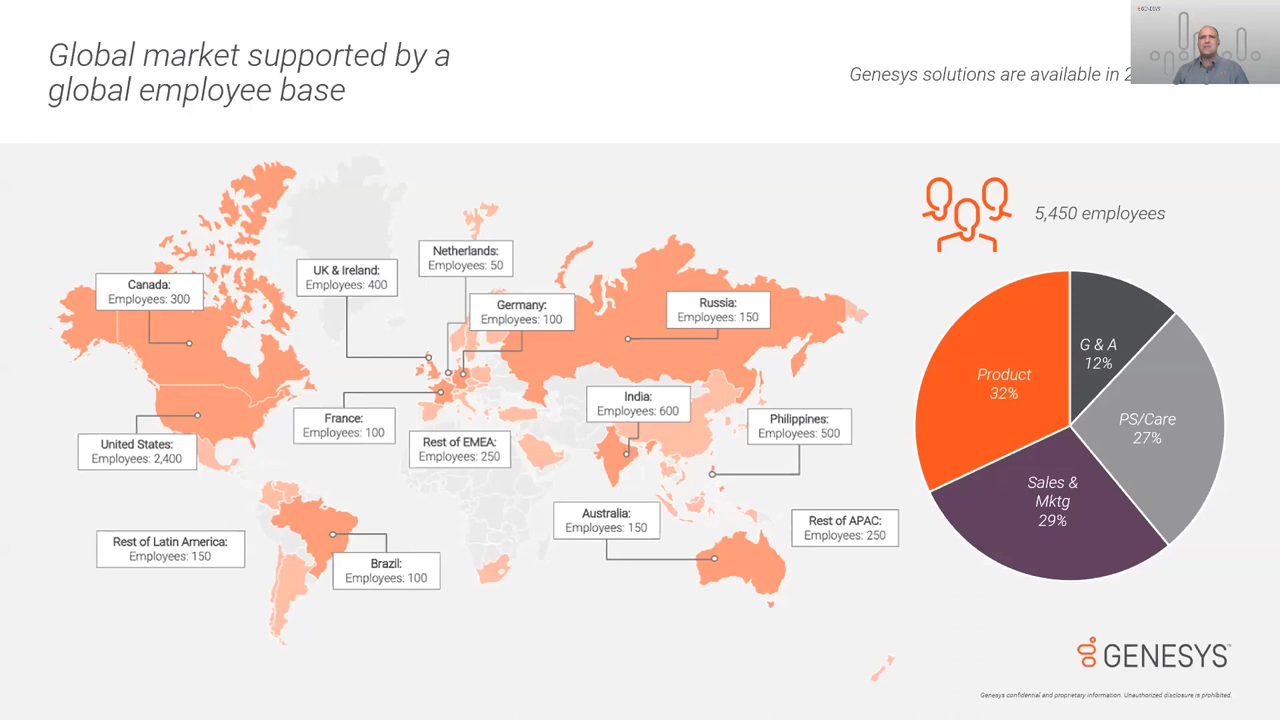 Global market supported by a
global employee base
Genesys solutions are available in
GENESYS
5,450 employees
Netherlands:
Employees: 50
UK & Ireland:
Employees: 400
Canada:
Employees: 300
Germany:
Employees: 100
Russia:
Employees: 150
India:
Employees: 600
Philippines:
Employees: 500
France:
Employees: 100
Rest of EMEA:
Employees: 250
United States:
Employees: 2,400
Australia:
Employees: 150
Rest of APAC:
Employees: 250
Rest of Latin America:
Employees: 150
Brazil:
Employees: 100
G & A
12%
Product
32%
PS/Care
27%
Sales &
Mktg
29%
GENESYS™
Genesys confidential and proprietary information. Unauthorized disclosure is prohibited.